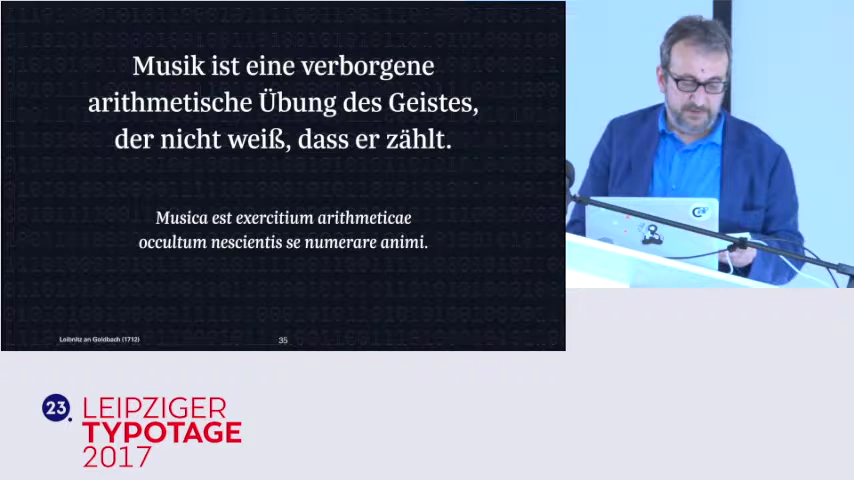 Musik ist eine verborgene
arithmetische Übung des Geistes,
der nicht weiß, dass er zählt.
Musica est exercitium arithmeticae
occultum nescientis se numerare animi.
Leibnitz an Goldbach (1712)
35
23.
LEIPZIGER
TYPOTAGE
2017